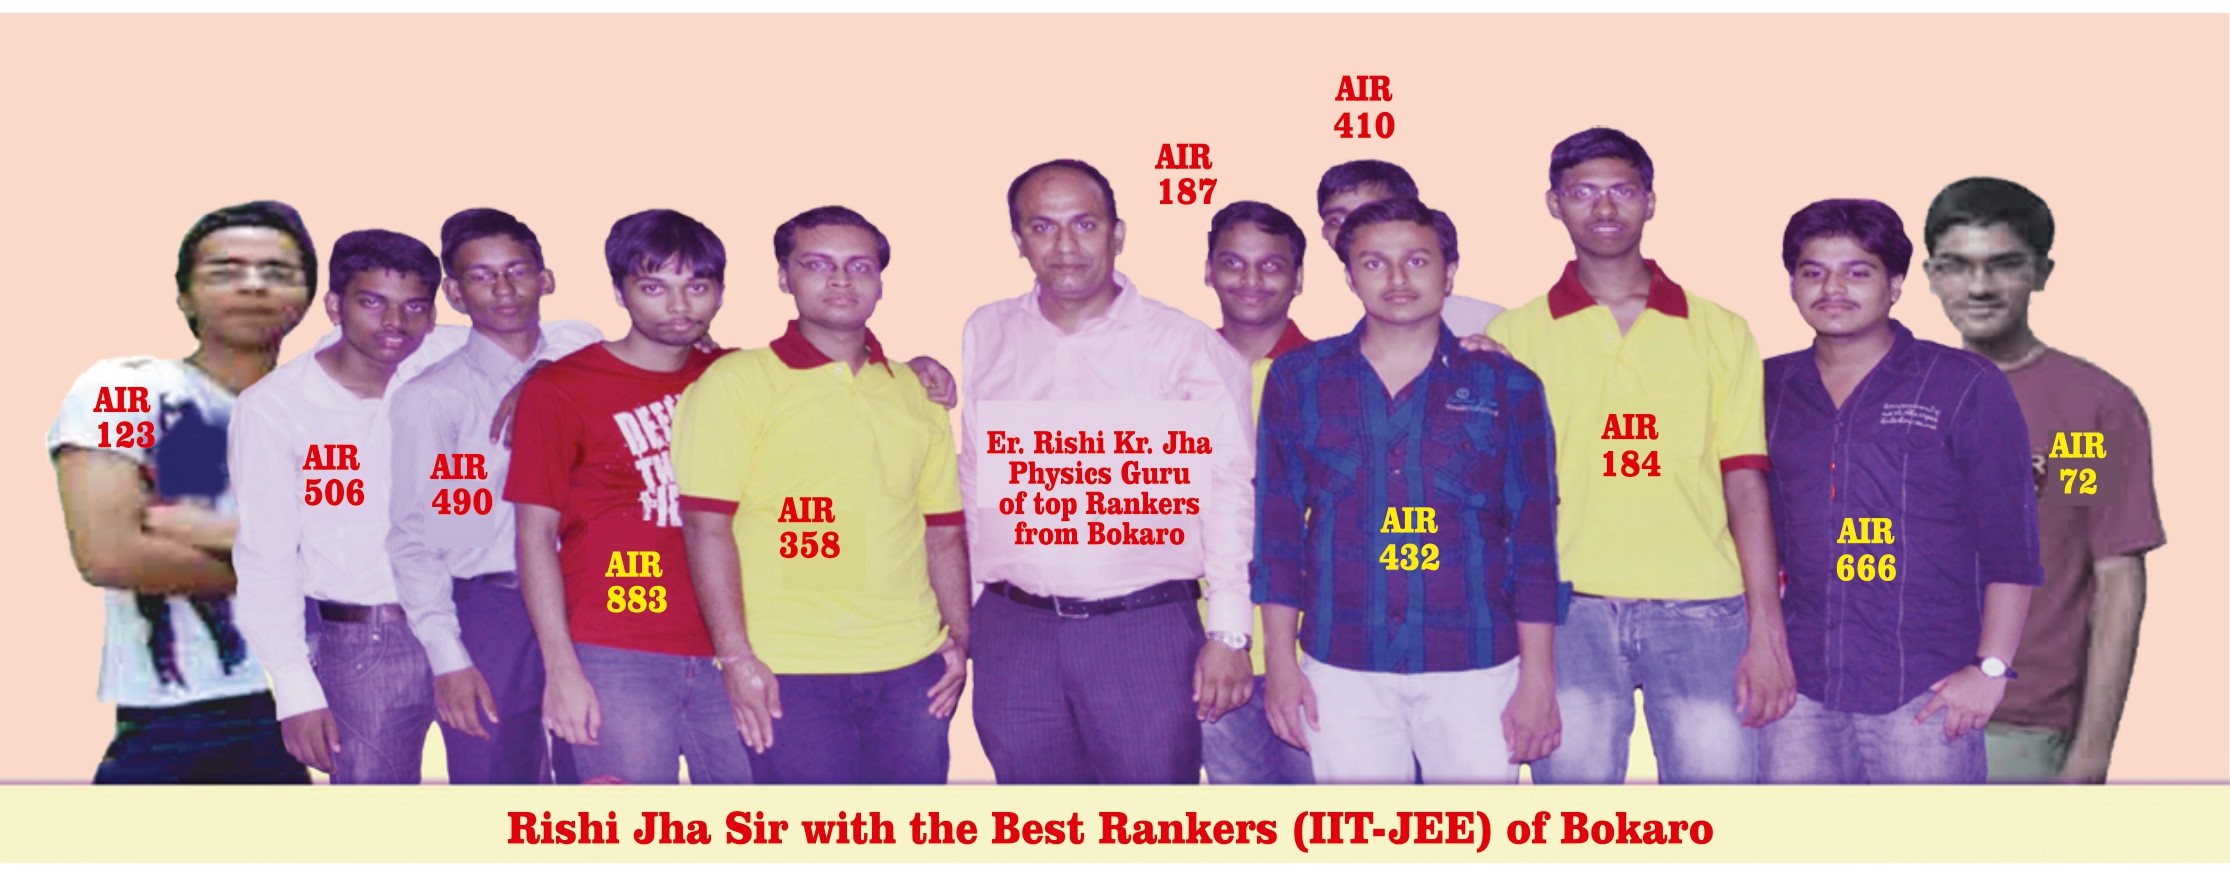 AIR
410
AIR
187
AIR
123
AIR
506
AIR
490
AIR
883
AIR
358
Er. Rishi Kr. Jha
Physics Guru
of top Rankers
from Bokaro
AIR
432
AIR
184
AIR
666
AIR
72
Rishi Jha Sir with the Best Rankers (IIT-JEE) of Bokaro